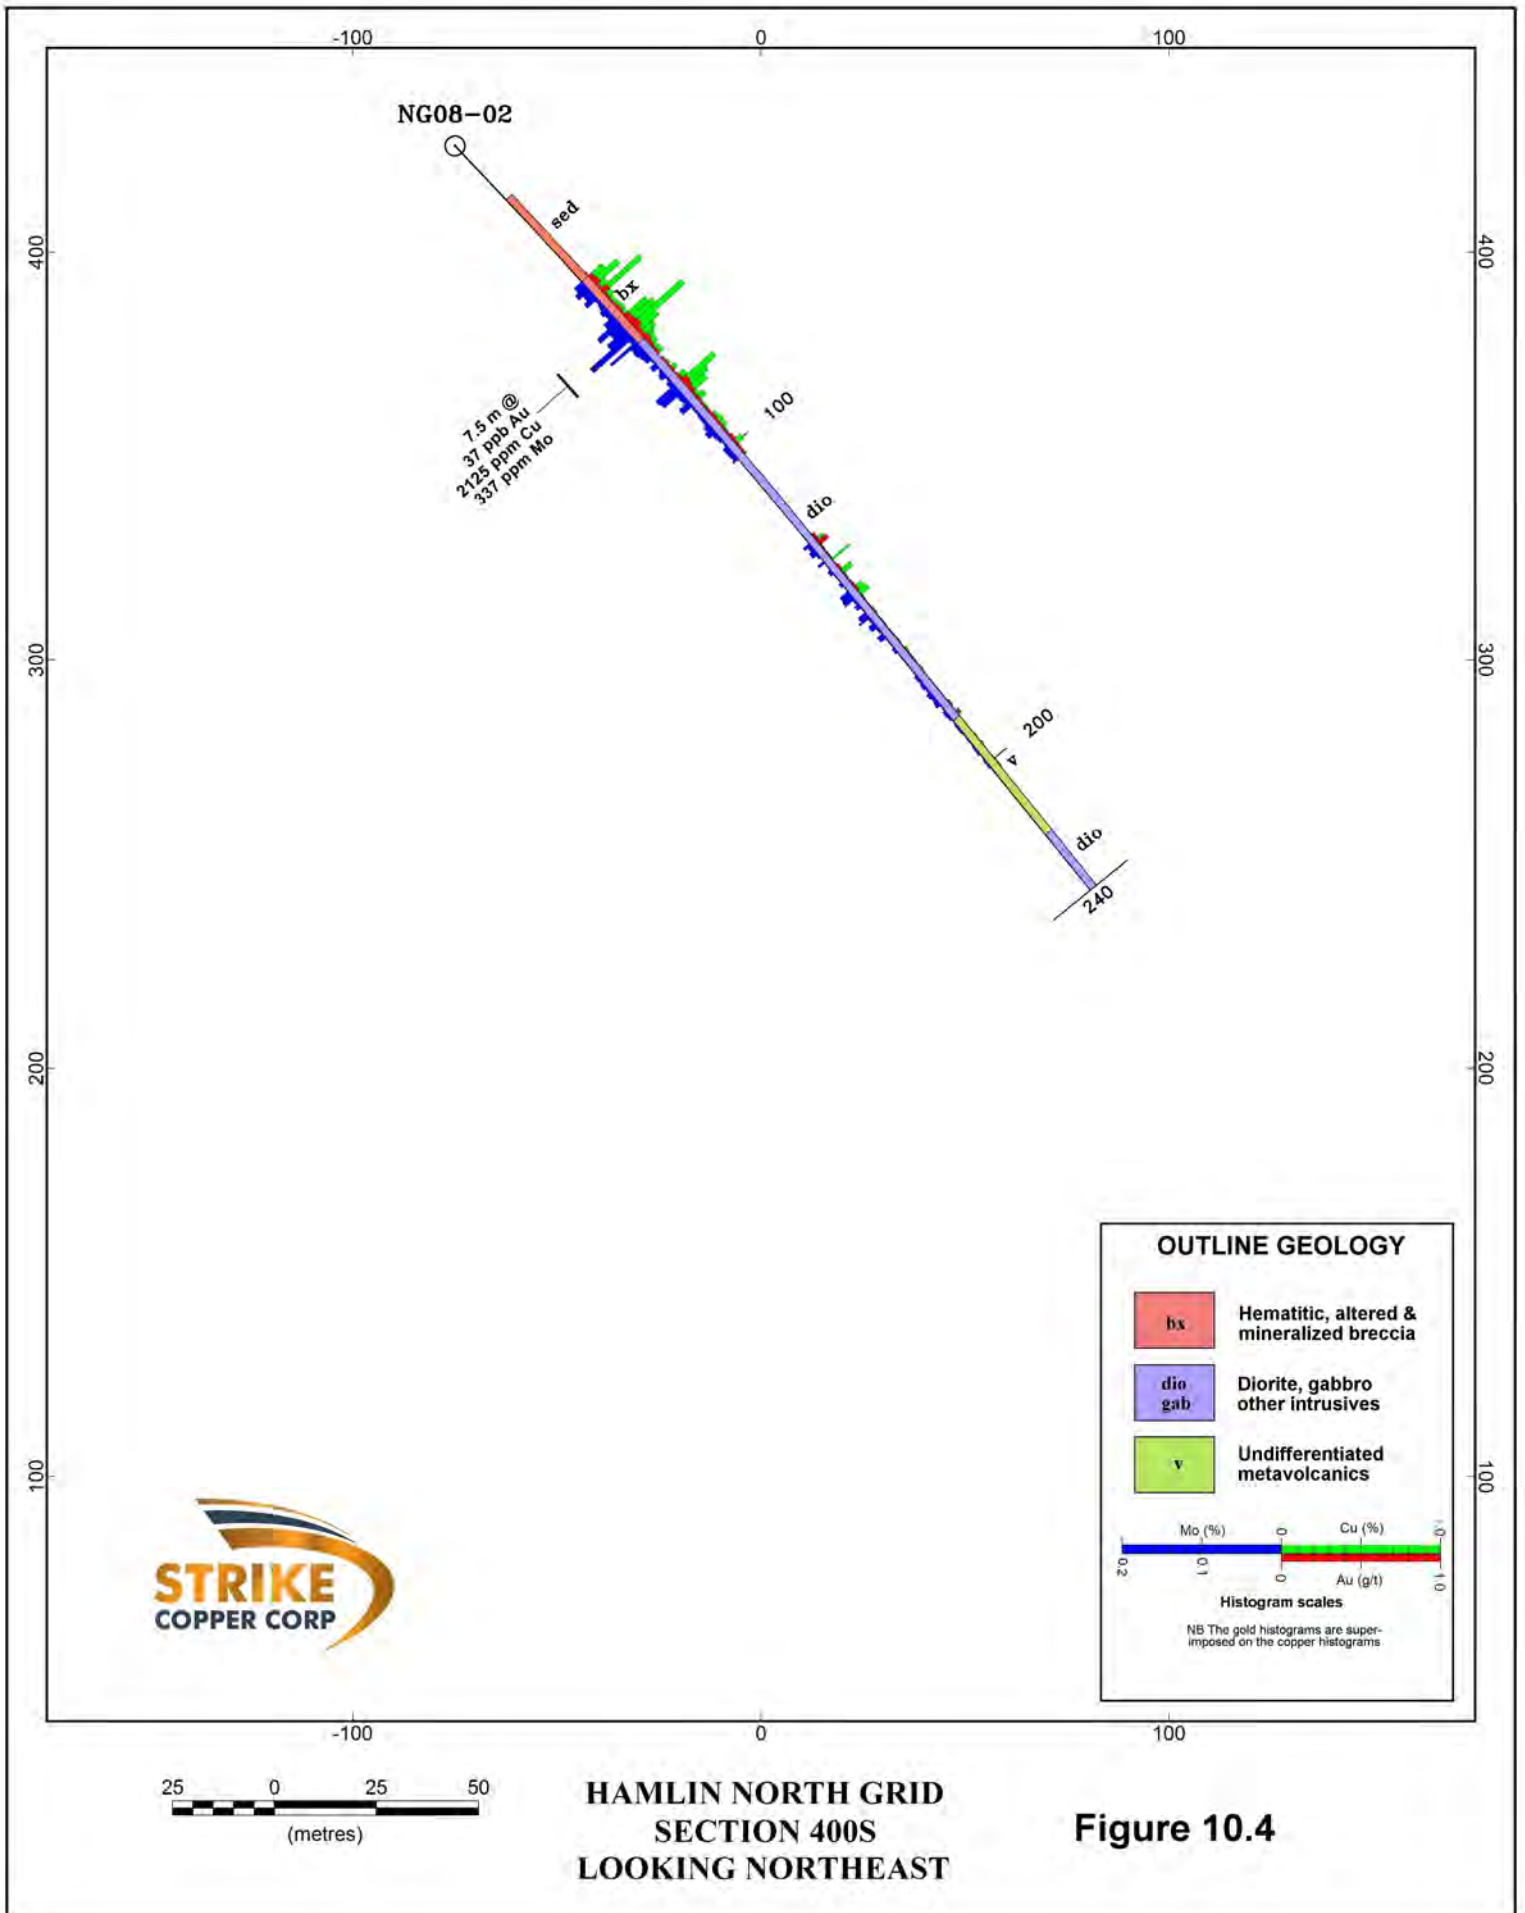 -100
0
100
NG08-02
sed
400
400
bx
100
7.5 m @
37 ppb Au
2125 ppm Cu
337 ppm Mo
dio
300
300
200
v
dio
240
200
200
OUTLINE GEOLOGY
bx
Hematitic, altered &
mineralized breccia
dio
gab
Diorite, gabbro
other intrusives
v
Undifferentiated
metavolcanics
100
100
Mo (%)
0
Cu (%)
1.0
0.2
0.1
0
Au (g/t)
1.0
Histogram scales
NB The gold histograms are super-
imposed on the copper histograms
STRIKE
COPPER CORP
-100
0
100
25
0
25
50
(metres)
HAMLIN NORTH GRID
SECTION 400S
LOOKING NORTHEAST
Figure 10.4